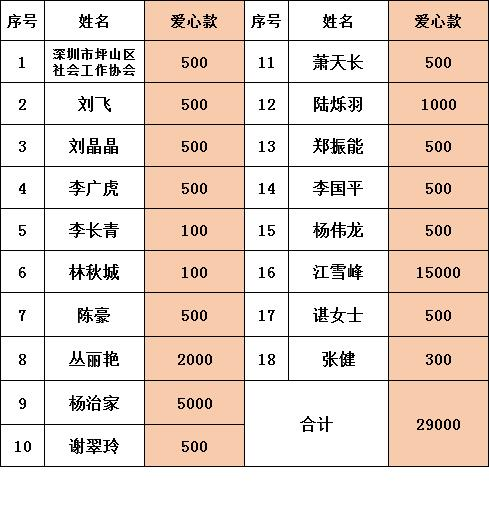 序号 姓名 爱心款 序号 姓名 爱心款
1 深圳市坪山区 500 11 萧天长 500
社会工作协会
2 刘飞 500 12 陆烁羽 1000
3 刘晶晶 500 13 郑振能 500
4 李广虎 500 14 李国平 500
5 李长青 100 15 杨伟龙 500
6 林秋城 100 16 江雪峰 15000
7 陈豪 500 17 谌女士 500
8 丛丽艳 2000 18 张健 300
9 杨治家 5000 合计 29000
10 谢翠玲 500